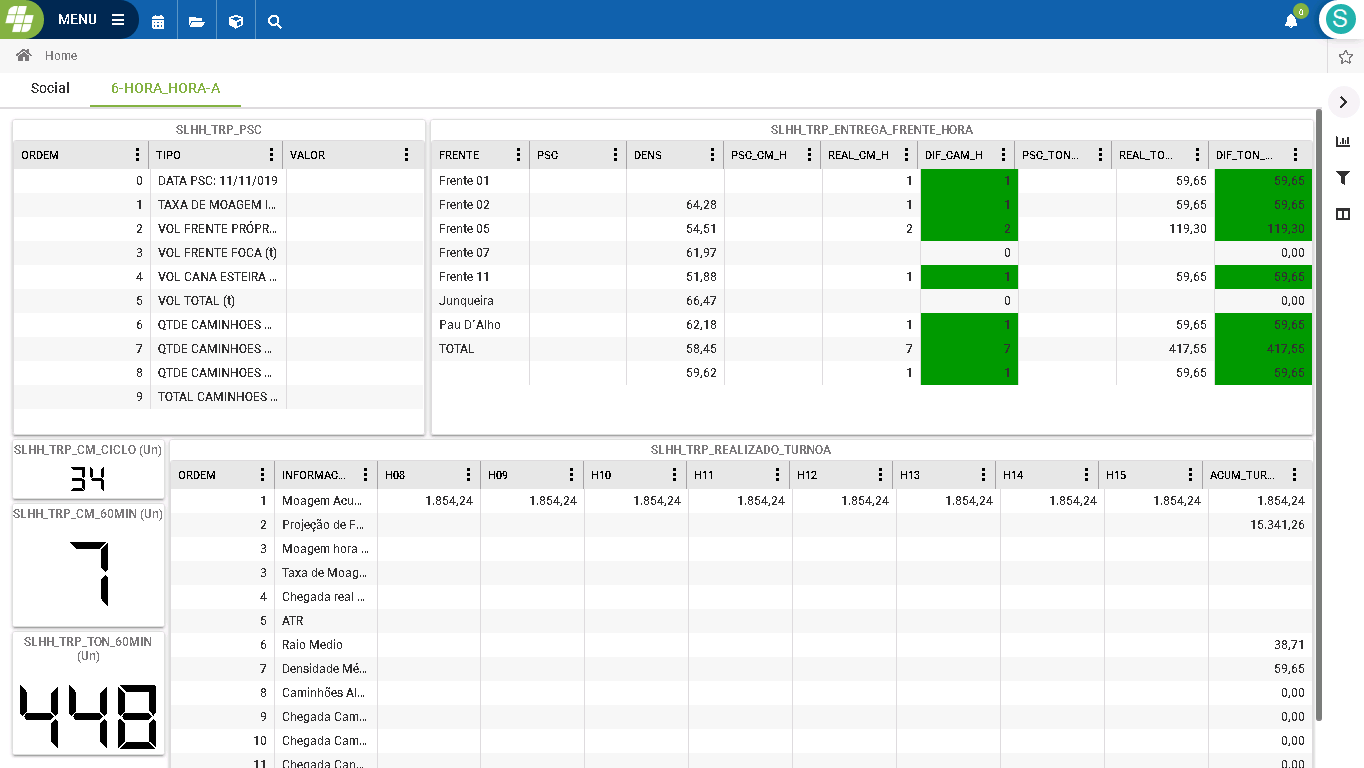 MENU
0
S
Home
Social 6-HORA_HORA-A
SLHH_TRP_PSC
ORDEM TIPO VALOR
0 DATA PSC: 11/11/019
1 TAXA DE MOAGEM I...
2 VOL FRENTE PRÓPR...
3 VOL FRENTE FOCA (t)
4 VOL CANA ESTEIRA ...
5 VOL TOTAL (t)
6 QTDE CAMINHOES ...
7 QTDE CAMINHOES ...
8 QTDE CAMINHOES ...
9 TOTAL CAMINHOES ...
SLHH_TRP_ENTREGA_FRENTE_HORA
FRENTE PSC DENS PSC_CM_H REAL_CM_H DIF_CAM_H PSC_TON... REAL_TO... DIF_TON_...
Frente 01 1 1 59,65 59,65
Frente 02 64,28 1 1 59,65 59,65
Frente 05 54,51 2 2 119,30 119,30
Frente 07 61,97 0 0,00
Frente 11 51,88 1 1 59,65 59,65
Junqueira 66,47 0 0,00
Pau D´Alho 62,18 1 1 59,65 59,65
TOTAL 58,45 7 7 417,55 417,55
59,62 1 1 59,65 59,65
SLHH_TRP_CM_CICLO (Un)
34
SLHH_TRP_CM_60MIN (Un)
7
SLHH_TRP_TON_60MIN
(Un)
448
SLHH_TRP_REALIZADO_TURNOA
ORDEM INFORMAC... H08 H09 H10 H11 H12 H13 H14 H15 ACUM_TUR...
1 Moagem Acu... 1.854,24 1.854,24 1.854,24 1.854,24 1.854,24 1.854,24 1.854,24 1.854,24 1.854,24
2 Projeção de F... 15.341,26
3 Moagem hora ...
3 Taxa de Moag...
4 Chegada real ...
5 ATR
6 Raio Medio 38,71
7 Densidade Mé... 59,65
8 Caminhões Al... 0,00
9 Chegada Cam... 0,00
10 Chegada Cam... 0,00
11 Chegada Can... 0,00